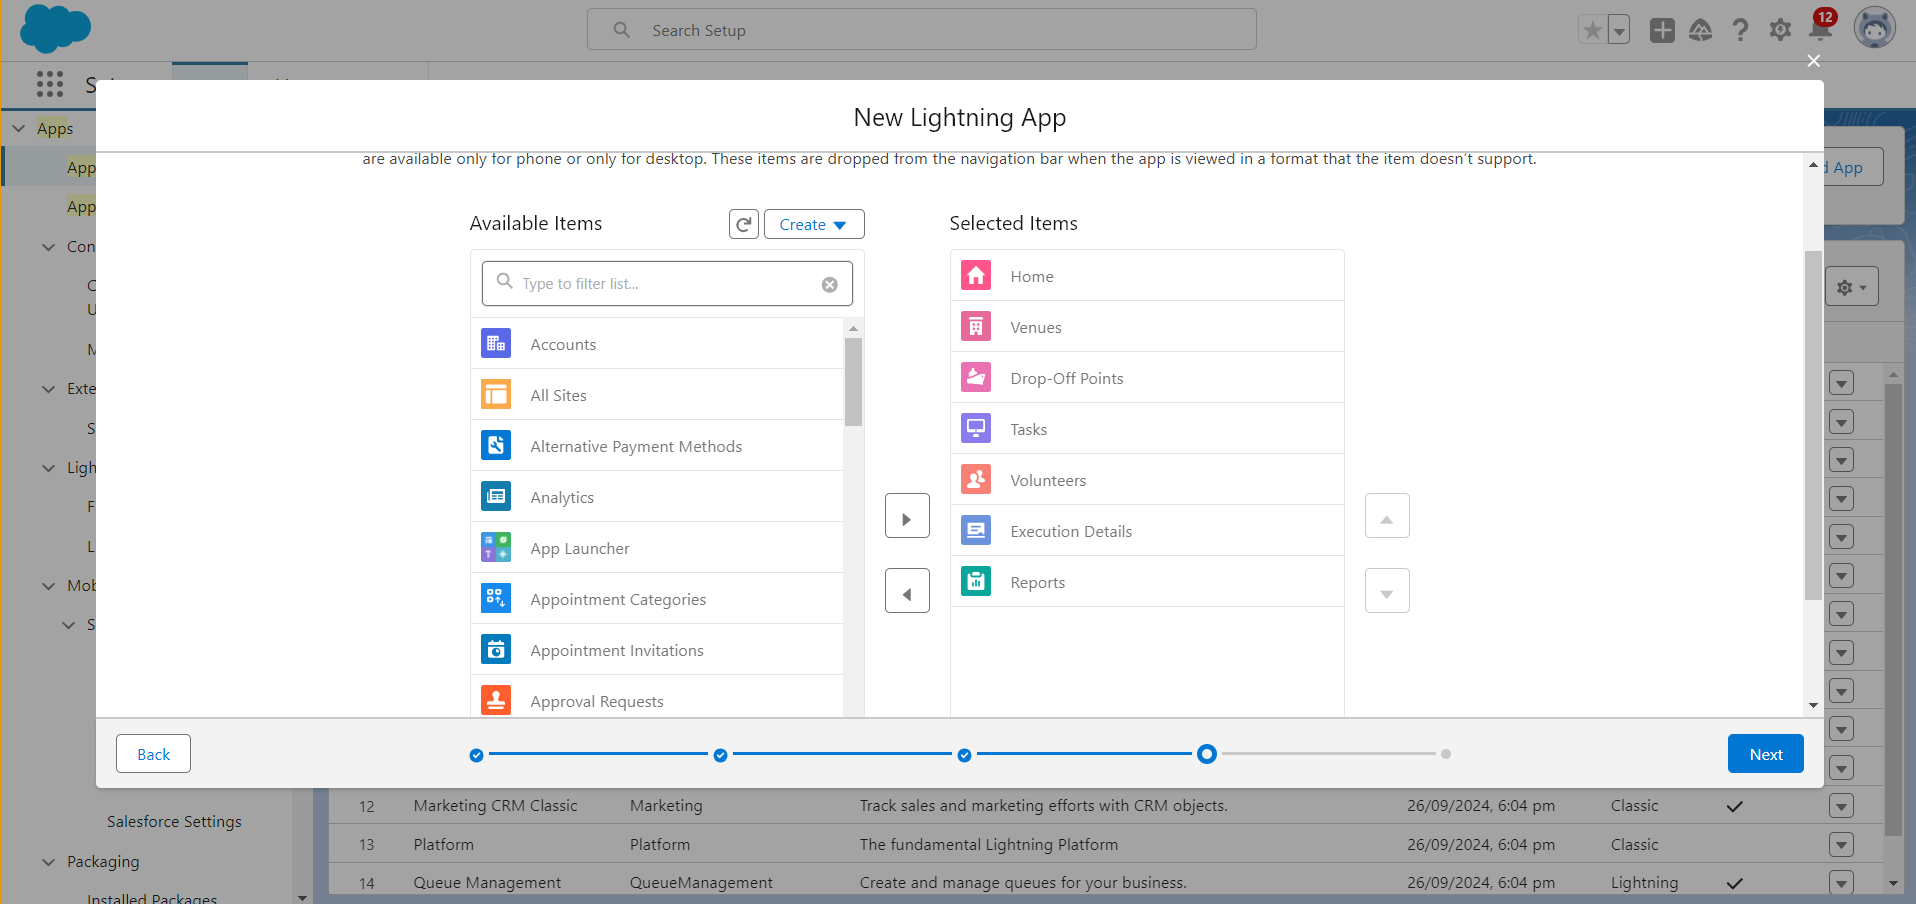 Search Setup
12
Apps
App
App
Con
C
U
M
Exte
S
Ligh
F
L
Mob
S
Salesforce Settings
Packaging
Installed Packages
d App
New Lightning App
are available only for phone or only for desktop. These items are dropped from the navigation bar when the app is viewed in a format that the item doesn’t support.
Available Items
Create
Type to filter list...
Accounts
All Sites
Alternative Payment Methods
Analytics
App Launcher
Appointment Categories
Appointment Invitations
Approval Requests
Selected Items
Home
Venues
Drop-Off Points
Tasks
Volunteers
Execution Details
Reports
Back
Next
12 Marketing CRM Classic Marketing Track sales and marketing efforts with CRM objects. 26/09/2024, 6:04 pm Classic
13 Platform Platform The fundamental Lightning Platform 26/09/2024, 6:04 pm Classic
14 Queue Management QueueManagement Create and manage queues for your business. 26/09/2024, 6:04 pm Lightning